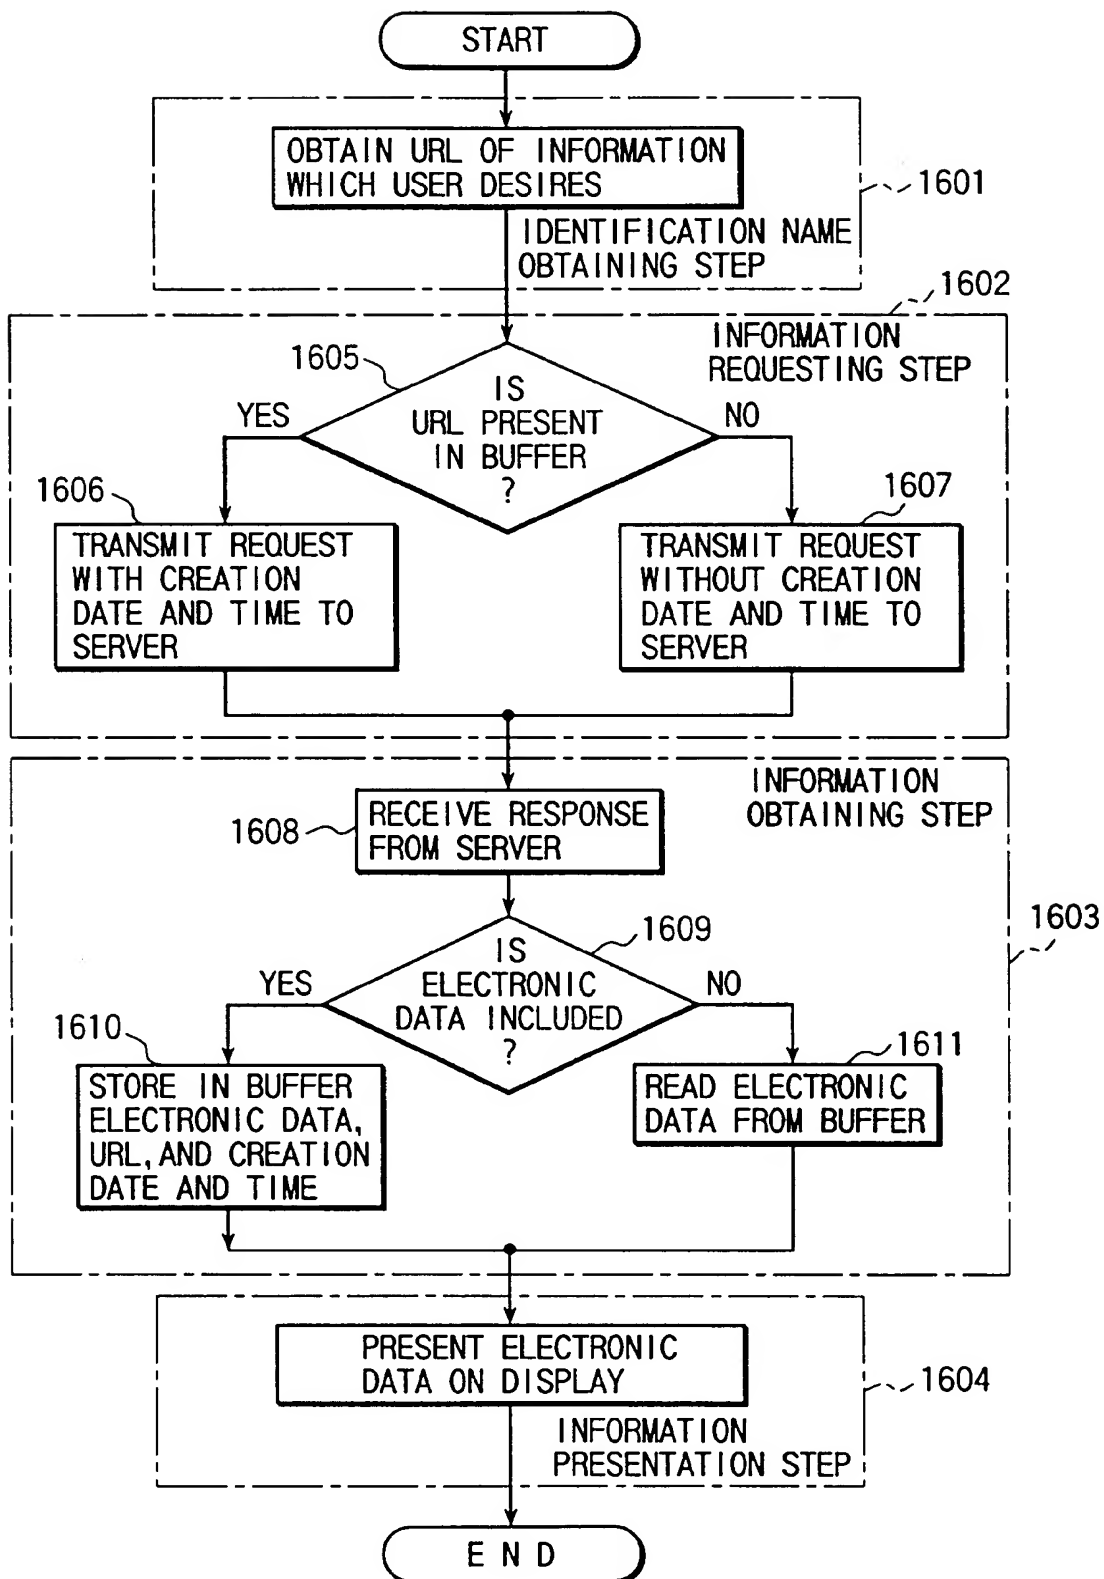 START
OBTAIN URL OF INFORMATION
WHICH USER DESIRES
1601
IDENTIFICATION NAME
OBTAINING STEP
1602
INFORMATION
REQUESTING STEP
1605
IS
URL PRESENT
IN BUFFER
?
YES
NO
1606
TRANSMIT REQUEST
WITH CREATION
DATE AND TIME TO
SERVER
1607
TRANSMIT REQUEST
WITHOUT CREATION
DATE AND TIME TO
SERVER
INFORMATION
OBTAINING STEP
1608
RECEIVE RESPONSE
FROM SERVER
1603
1609
IS
ELECTRONIC
DATA INCLUDED
?
YES
NO
1610
STORE IN BUFFER
ELECTRONIC DATA,
URL, AND CREATION
DATE AND TIME
1611
READ ELECTRONIC
DATA FROM BUFFER
PRESENT ELECTRONIC
DATA ON DISPLAY
1604
INFORMATION
PRESENTATION STEP
END